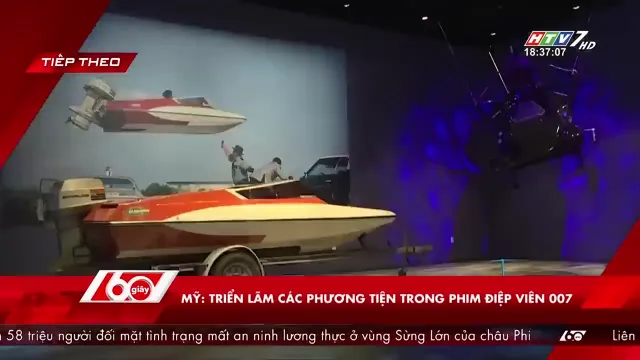 TIẾP THEO
HTV7 HD
18:37:07
60 giây
MỸ: TRIỂN LÃM CÁC PHƯƠNG TIỆN TRONG PHIM ĐIỆP VIÊN 007
58 triệu người đối mặt tình trạng mất an ninh lương thực ở vùng Sừng Lớn của châu Phi
60